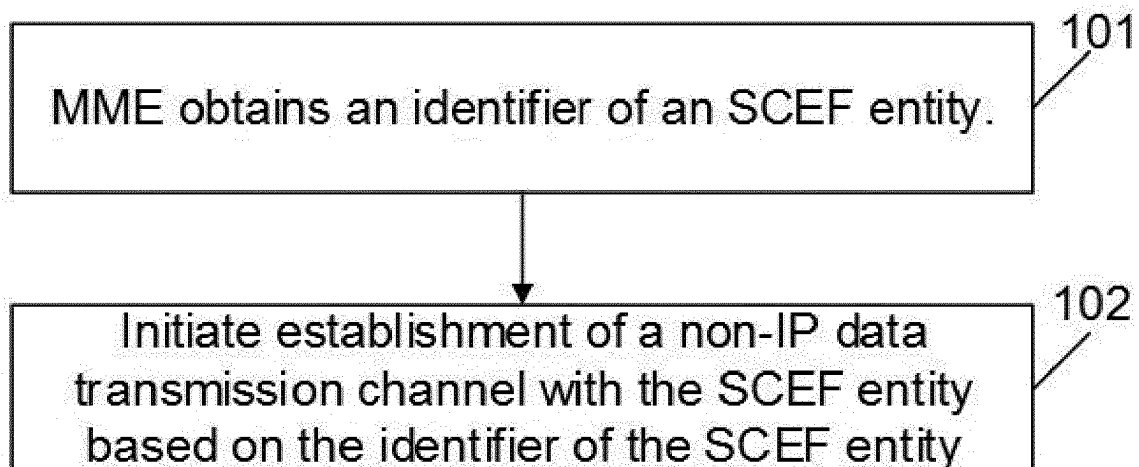 101
MME obtains an identifier of an SCEF entity.
102
Initiate establishment of a non-IP data
transmission channel with the SCEF entity
based on the identifier of the SCEF entity